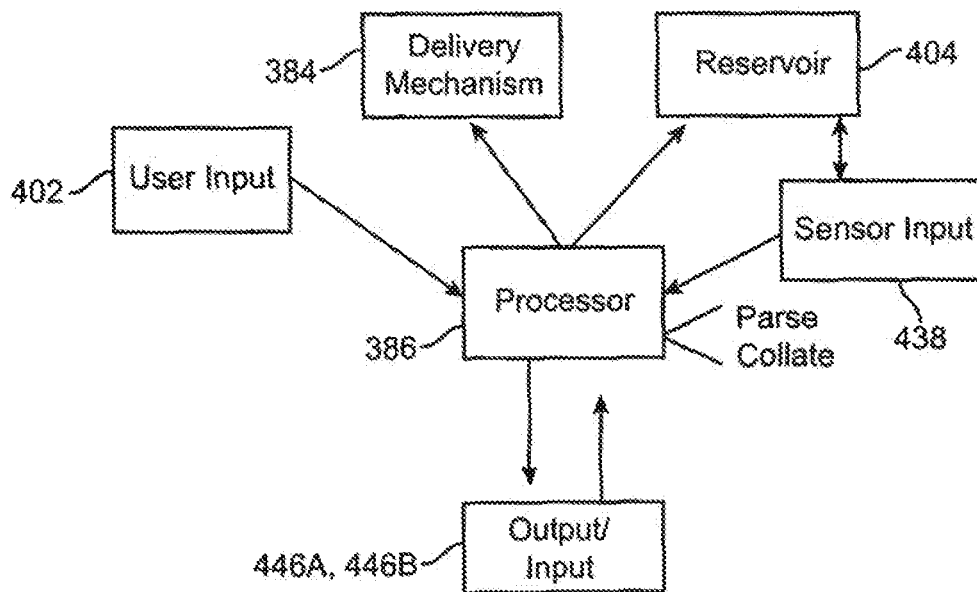 384
Delivery
Mechanism
Reservoir
404
402
User Input
Sensor Input
438
Processor
386
Parse
Collate
446A, 446B
Output/
Input